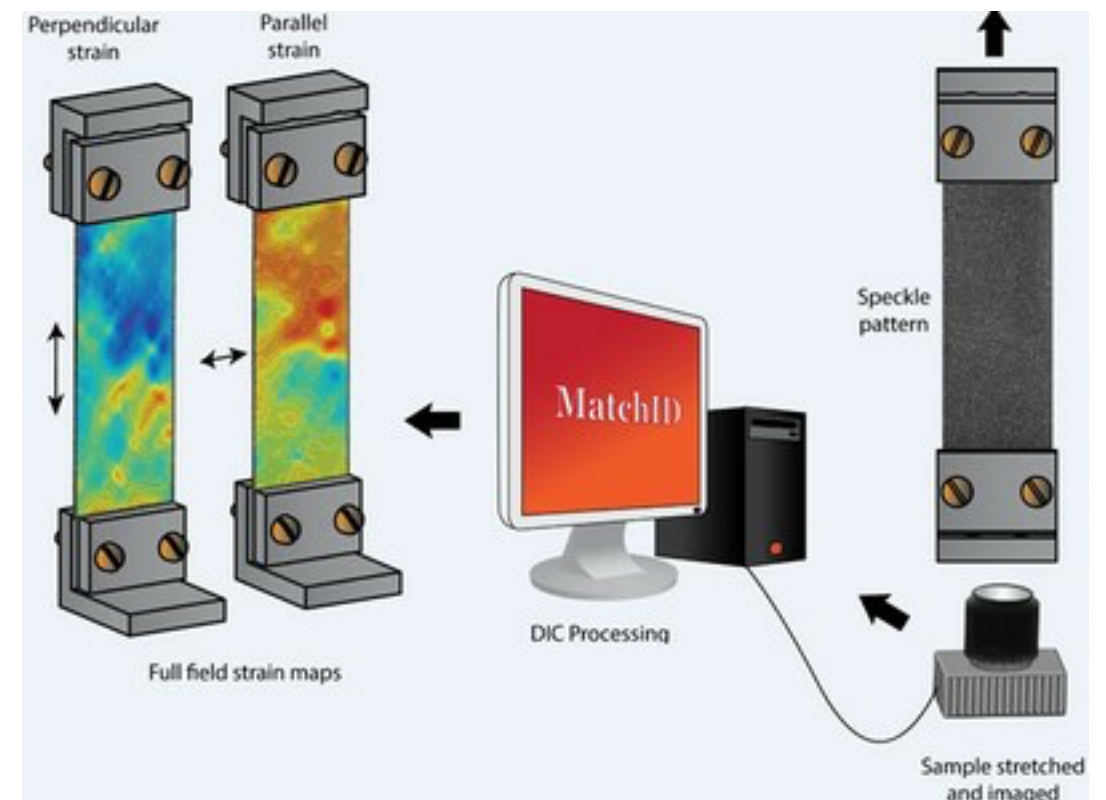 Perpendicular
strain
Parallel
strain
Speckle
pattern
MatchID
DIC Processing
Full field strain maps
Sample stretched
and imaged